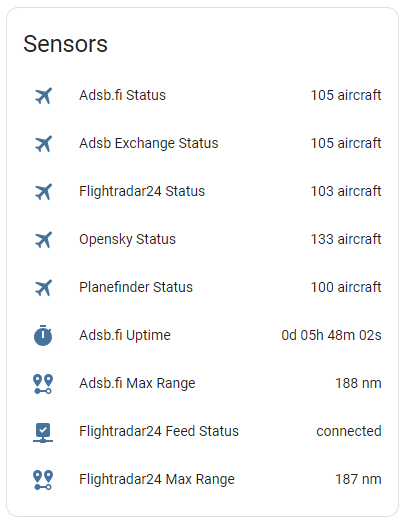 Sensors
Adsb.fi Status 105 aircraft
Adsb Exchange Status 105 aircraft
Flightradar24 Status 103 aircraft
Opensky Status 133 aircraft
Planefinder Status 100 aircraft
Adsb.fi Uptime 0d 05h 48m 02s
Adsb.fi Max Range 188 nm
Flightradar24 Feed Status connected
Flightradar24 Max Range 187 nm